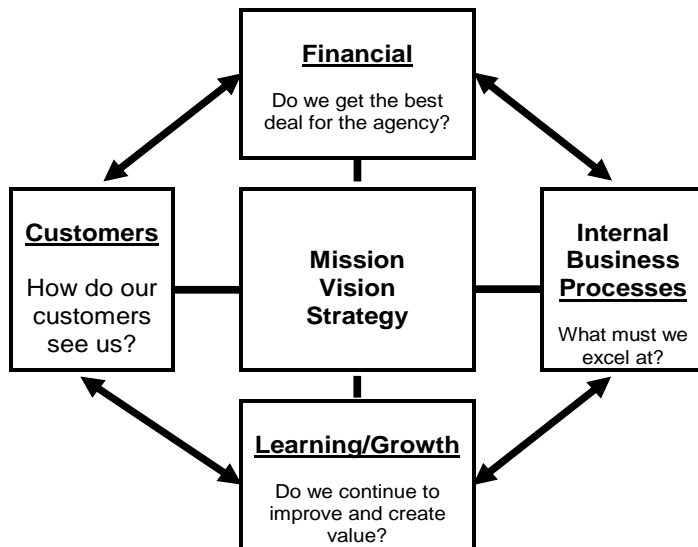 Financial
Do we get the best
deal for the agency?
Customers
How do our
customers
see us?
Mission
Vision
Strategy
Internal
Business
Processes
What must we
excel at?
Learning/Growth
Do we continue to
improve and create
value?